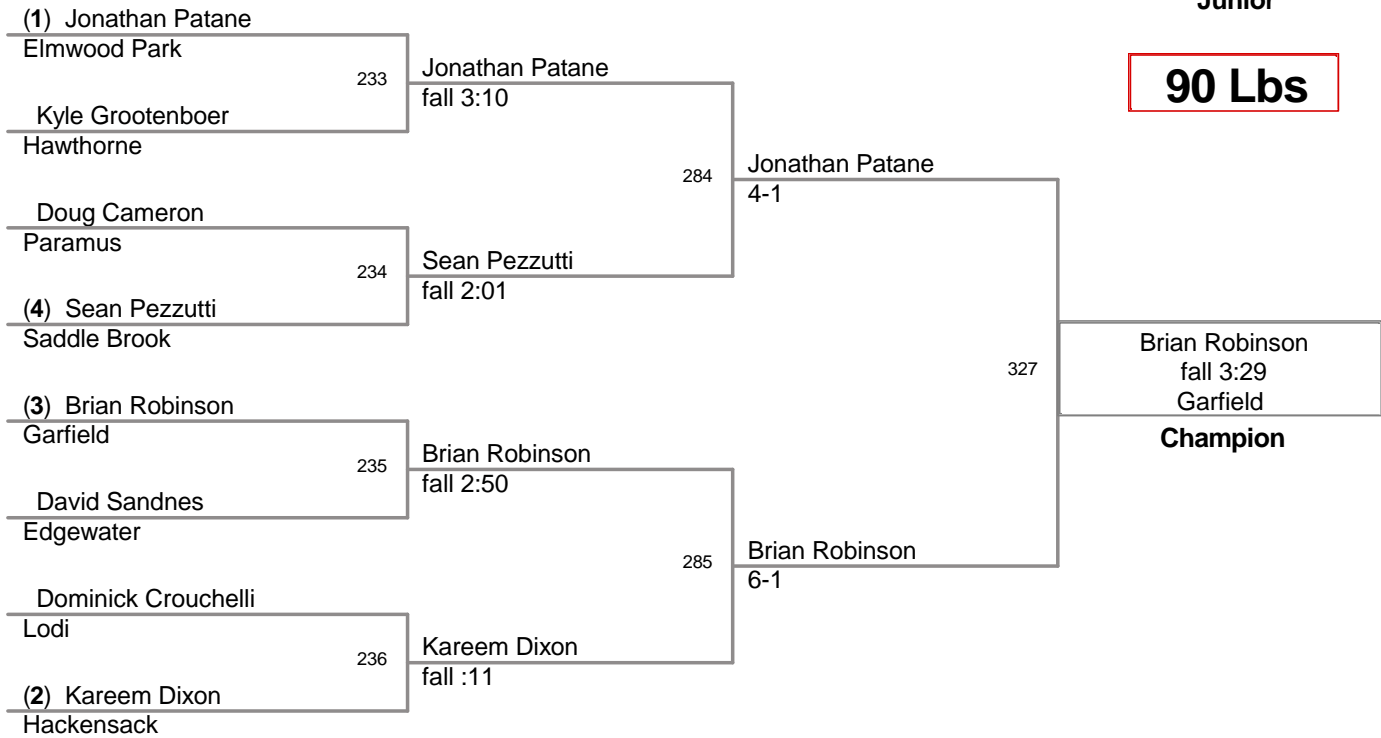 Junior
90 Lbs
(1) Jonathan Patane
Elmwood Park
233
Kyle Grootenboer
Hawthorne
Jonathan Patane
fall 3:10
Doug Cameron
Paramus
234
(4) Sean Pezzutti
Saddle Brook
Sean Pezzutti
fall 2:01
284
Jonathan Patane
4-1
(3) Brian Robinson
Garfield
235
David Sandnes
Edgewater
Brian Robinson
fall 2:50
Dominick Crouchelli
Lodi
236
(2) Kareem Dixon
Hackensack
Kareem Dixon
fall :11
285
Brian Robinson
6-1
327
Brian Robinson
fall 3:29
Garfield
Champion